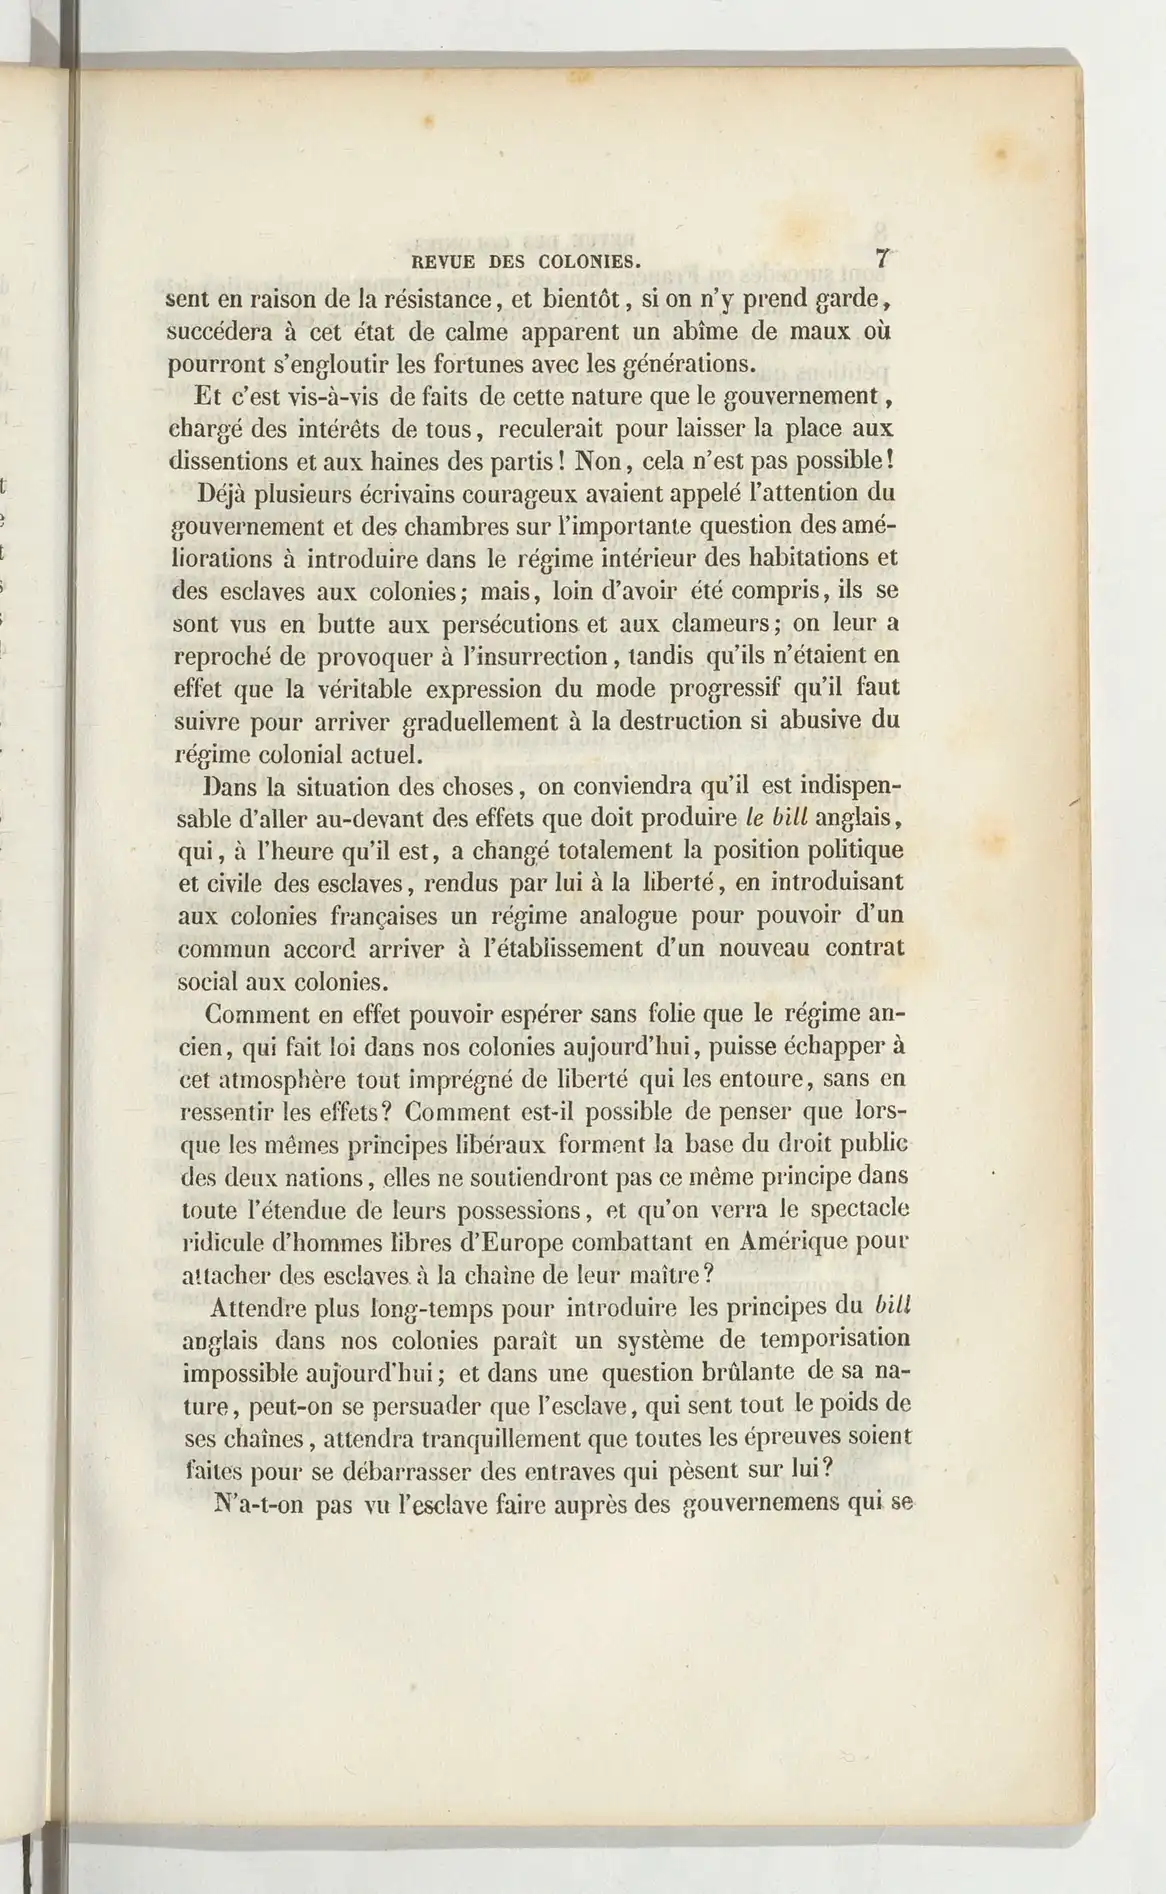 REVUE DES COLONIES. 7
sent en raison de la résistance, et bientôt, si on n'y prend garde,
succédera à cet état de calme apparent un abîme de maux où
pourront s'engloutir les fortunes avec les générations.
Et c'est vis-à-vis de faits de cette nature que le gouvernement,
chargé des intérêts de tous, reculerait pour laisser la place aux
dissentions et aux haines des partis! Non, cela n'est pas possible!
Déjà plusieurs écrivains courageux avaient appelé l'attention du
gouvernement et des chambres sur l'importante question des amé-
liorations à introduire dans le régime intérieur des habitations et
des esclaves aux colonies; mais, loin d'avoir été compris, ils se
sont vus en butte aux persécutions et aux clameurs; on leur a
reproché de provoquer à l'insurrection, tandis qu'ils n'étaient en
effet que la véritable expression du mode progressif qu'il faut
suivre pour arriver graduellement à la destruction si abusive du
régime colonial actuel.
Dans la situation des choses, on conviendra qu'il est indispen-
sable d'aller au-devant des effets que doit produire le bill anglais,
qui, à l'heure qu'il est, a changé totalement la position politique
et civile des esclaves, rendus par lui à la liberté, en introduisant
aux colonies françaises un régime analogue pour pouvoir d'un
commun accord arriver à l'établissement d'un nouveau contrat
social aux colonies.
Comment en effet pouvoir espérer sans folie que le régime an-
cien, qui fait loi dans nos colonies aujourd'hui, puisse échapper à
cet atmosphère tout imprégné de liberté qui les entoure, sans en
ressentir les effets? Comment est-il possible de penser que lors-
que les mêmes principes libéraux forment la base du droit public
des deux nations, elles ne soutiendront pas ce même principe dans
toute l'étendue de leurs possessions, et qu'on verra le spectacle
ridicule d'hommes libres d'Europe combattant en Amérique pour
attacher des esclaves à la chaîne de leur maître?
Attendre plus long-temps pour introduire les principes du bill
anglais dans nos colonies paraît un système de temporisation
impossible aujourd'hui; et dans une question brûlante de sa na-
ture, peut-on se persuader que l'esclave, qui sent tout le poids de
ses chaînes, attendra tranquillement que toutes les épreuves soient
faites pour se débarrasser des entraves qui pèsent sur lui?
N'a-t-on pas vu l'esclave faire auprès des gouvernemens qui se